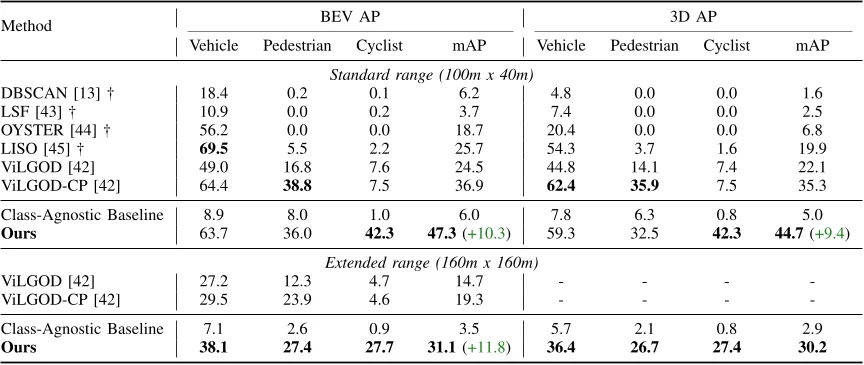 Method BEV AP 3D AP
Vehicle Pedestrian Cyclist mAP Vehicle Pedestrian Cyclist mAP
Standard range (100m x 40m)
DBSCAN [13] † 18.4 0.2 0.1 6.2 4.8 0.0 0.0 1.6
LSF [43] † 10.9 0.0 0.2 3.7 7.4 0.0 0.0 2.5
OYSTER [44] † 56.2 0.0 0.0 18.7 20.4 0.0 0.0 6.8
LISO [45] † 69.5 5.5 2.2 25.7 54.3 3.7 1.6 19.9
ViLGOD [42] 49.0 16.8 7.6 24.5 44.8 14.1 7.4 22.1
ViLGOD-CP [42] 64.4 38.8 7.5 36.9 62.4 35.9 7.5 35.3
Class-Agnostic Baseline 8.9 8.0 1.0 6.0 7.8 6.3 0.8 5.0
Ours 63.7 36.0 42.3 47.3 (+10.3) 59.3 32.5 42.3 44.7 (+9.4)
Extended range (160m x 160m)
ViLGOD [42] 27.2 12.3 4.7 14.7 - - - -
ViLGOD-CP [42] 29.5 23.9 4.6 19.3 - - - -
Class-Agnostic Baseline 7.1 2.6 0.9 3.5 5.7 2.1 0.8 2.9
Ours 38.1 27.4 27.7 31.1 (+11.8) 36.4 26.7 27.4 30.2